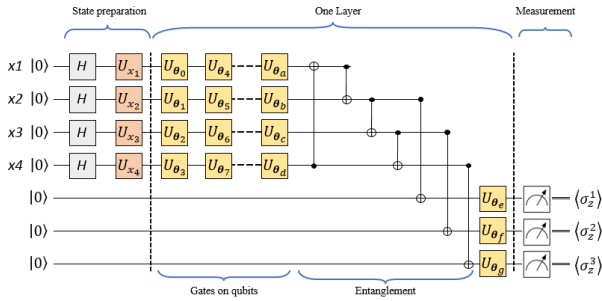 State preparation One Layer Measurement
x1 |0⟩ H U_{x_1} U_{θ_0} U_{θ_4} U_{θ_a}
x2 |0⟩ H U_{x_2} U_{θ_1} U_{θ_5} U_{θ_b}
x3 |0⟩ H U_{x_3} U_{θ_2} U_{θ_6} U_{θ_c}
x4 |0⟩ H U_{x_4} U_{θ_3} U_{θ_7} U_{θ_d}
|0⟩ U_{θ_e} ⟨σ_z^1⟩
|0⟩ U_{θ_f} ⟨σ_z^2⟩
|0⟩ U_{θ_g} ⟨σ_z^3⟩
Gates on qubits Entanglement